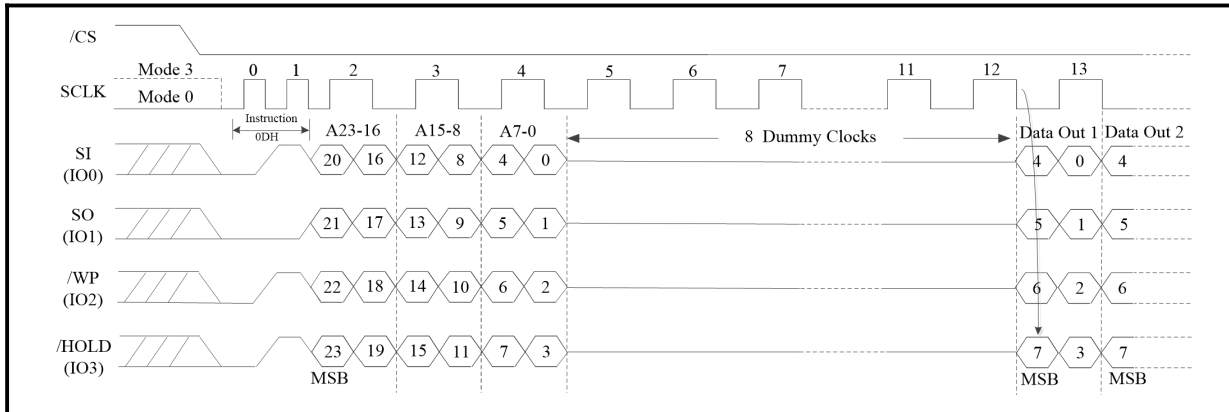 /CS
Mode 3 0 1 2 3 4 5 6 7 11 12 13
SCLK
Mode 0
Instruction
0DH
A23-16 A15-8 A7-0 8 Dummy Clocks Data Out 1 Data Out 2
SI
(IO0)
20 16 12 8 4 0 4 0 4
SO
(IO1)
21 17 13 9 5 1 5 1 5
/WP
(IO2)
22 18 14 10 6 2 6 2 6
/HOLD
(IO3)
23 19 15 11 7 3 7 3 7
MSB MSB MSB